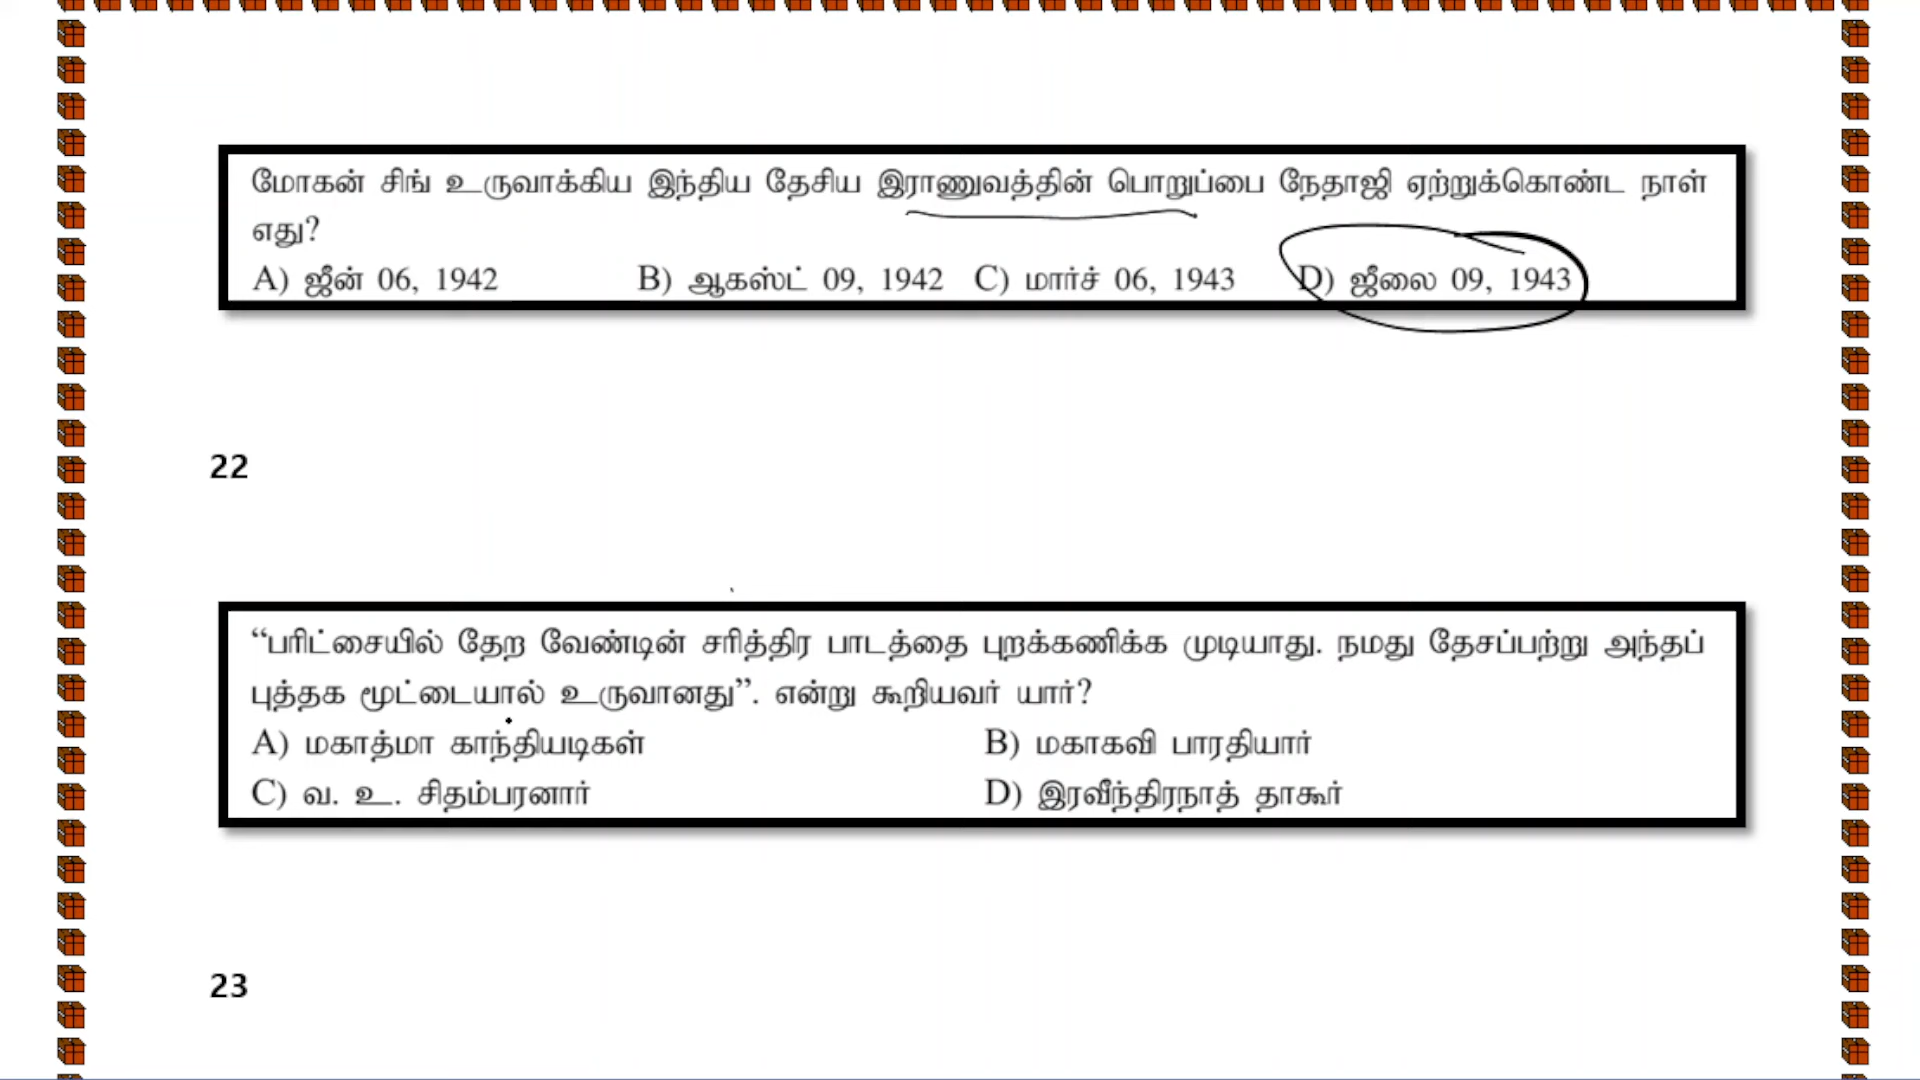 மோகன் சிங் உருவாக்கிய இந்திய தேசிய இராணுவத்தின் பொறுப்பை நேதாஜி ஏற்றுக்கொண்ட நாள்
எது?
A) ஜீன் 06, 1942 B) ஆகஸ்ட் 09, 1942 C) மார்ச் 06, 1943 D) ஜீலை 09, 1943
22
“பரிட்சையில் தேற வேண்டின் சரித்திர பாடத்தை புறக்கணிக்க முடியாது. நமது தேசப்பற்று அந்தப்
புத்தக மூட்டையால் உருவானது”. என்று கூறியவர் யார்?
A) மகாத்மா காந்தியடிகள் B) மகாகவி பாரதியார்
C) வ. உ. சிதம்பரனார் D) இரவீந்திரநாத் தாகூர்
23